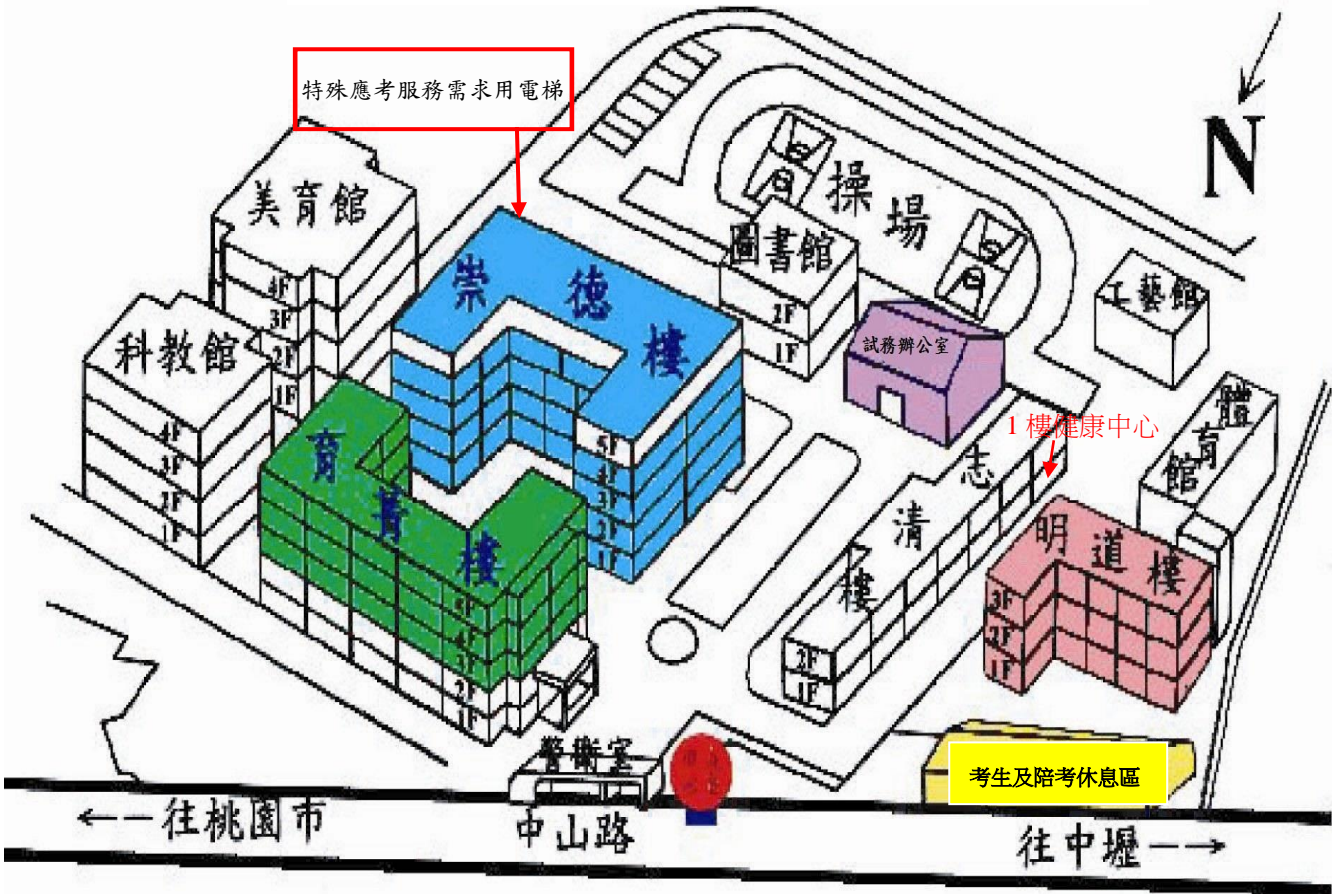 特殊應考服務需求用電梯
N
美育館
4F
3F
2F
1F
科教館
4F
3F
2F
1F
崇德樓
5F
4F
3F
2F
1F
育菁樓
5F
4F
3F
2F
1F
圖書館
2F
1F
操場
試務辦公室
工藝館
體育館
1樓健康中心
清志樓
2F
1F
明道樓
3F
2F
1F
警衛室
考生及陪考休息區
←--往桃園市
中山路
往中壢--→